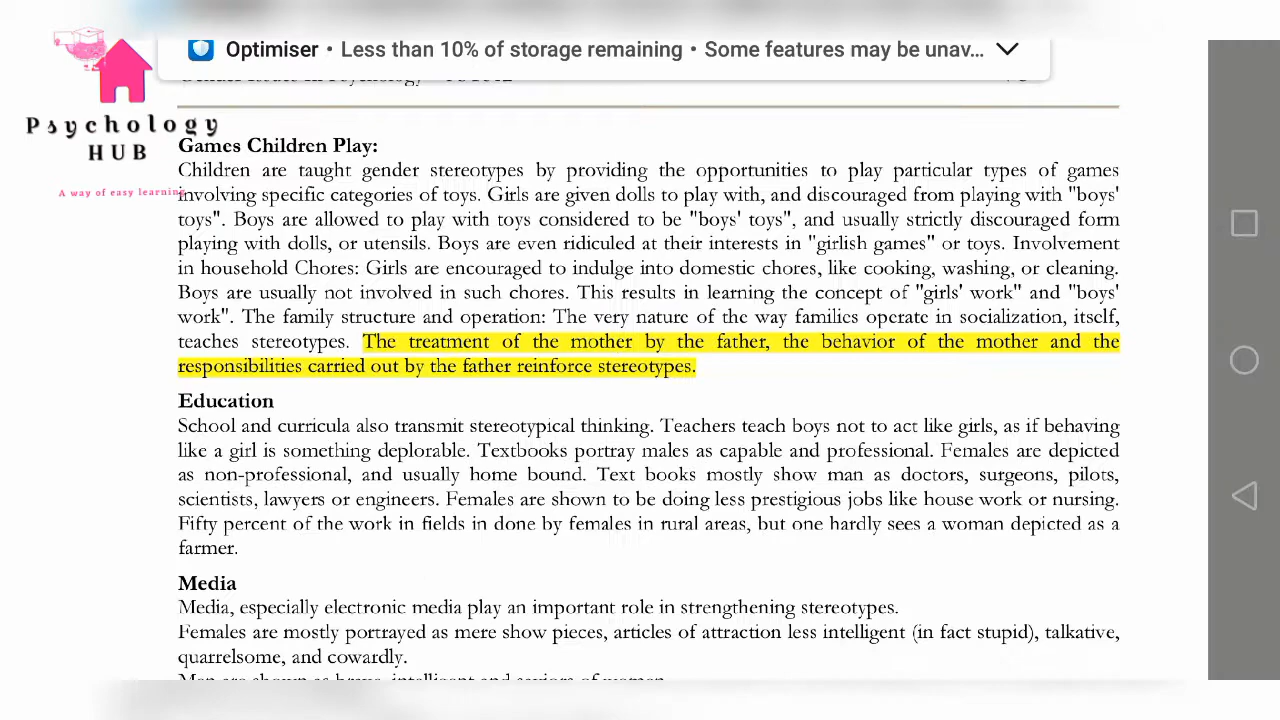 Optimiser • Less than 10% of storage remaining • Some features may be unav...
Psychology
HUB
A way of easy learning
Games Children Play:
Children are taught gender stereotypes by providing the opportunities to play particular types of games
involving specific categories of toys. Girls are given dolls to play with, and discouraged from playing with "boys'
toys". Boys are allowed to play with toys considered to be "boys' toys", and usually strictly discouraged form
playing with dolls, or utensils. Boys are even ridiculed at their interests in "girlish games" or toys. Involvement
in household Chores: Girls are encouraged to indulge into domestic chores, like cooking, washing, or cleaning.
Boys are usually not involved in such chores. This results in learning the concept of "girls' work" and "boys'
work". The family structure and operation: The very nature of the way families operate in socialization, itself,
teaches stereotypes. The treatment of the mother by the father, the behavior of the mother and the
responsibilities carried out by the father reinforce stereotypes.
Education
School and curricula also transmit stereotypical thinking. Teachers teach boys not to act like girls, as if behaving
like a girl is something deplorable. Textbooks portray males as capable and professional. Females are depicted
as non-professional, and usually home bound. Text books mostly show man as doctors, surgeons, pilots,
scientists, lawyers or engineers. Females are shown to be doing less prestigious jobs like house work or nursing.
Fifty percent of the work in fields in done by females in rural areas, but one hardly sees a woman depicted as a
farmer.
Media
Media, especially electronic media play an important role in strengthening stereotypes.
Females are mostly portrayed as mere show pieces, articles of attraction less intelligent (in fact stupid), talkative,
quarrelsome, and cowardly.
Men are shown as brave, intelligent and saviors of women.